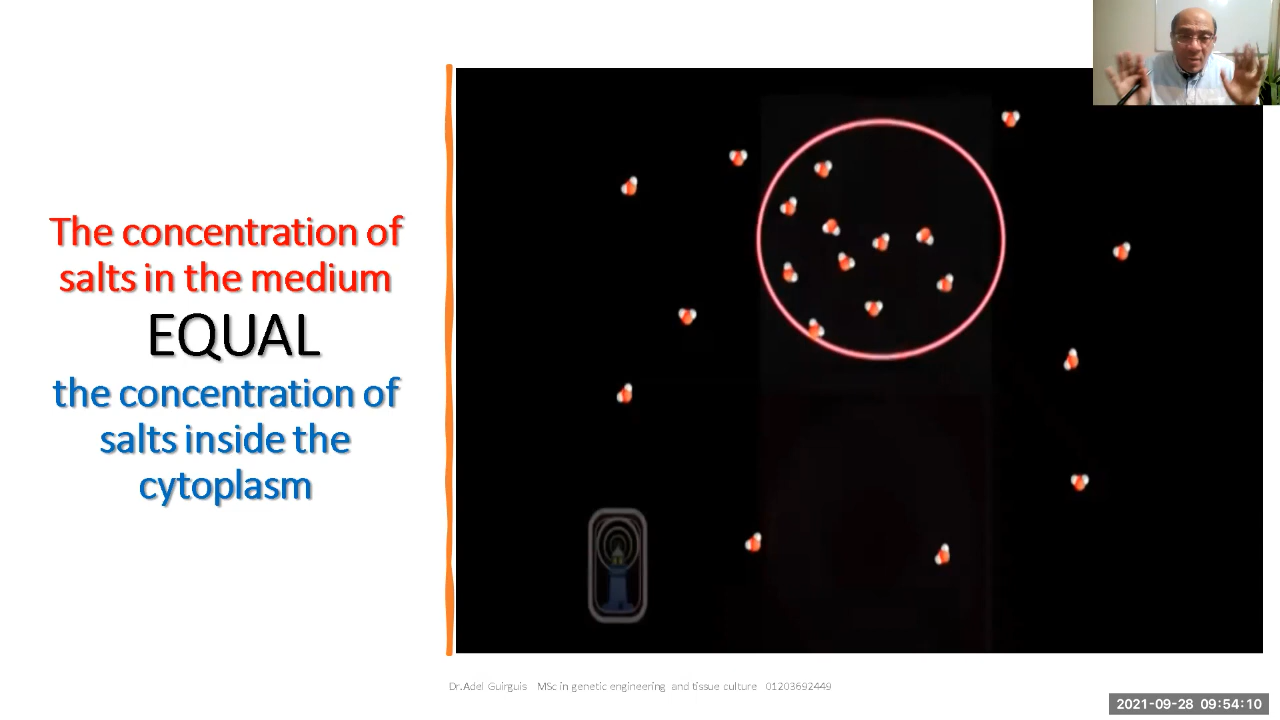 The concentration of
salts in the medium
EQUAL
the concentration of
salts inside the
cytoplasm
Dr.Adel Guirguis MSc in genetic engineering and tissue culture 01203692449
2021-09-28 09:54:10